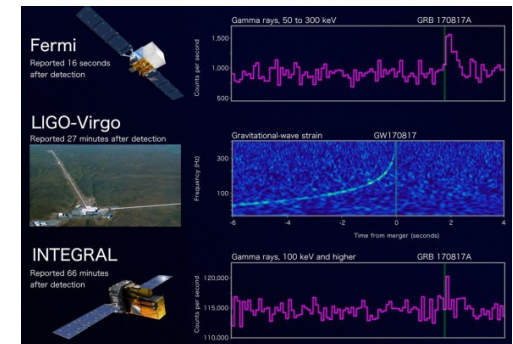 Fermi
Reported 16 seconds
after detection
Gamma rays, 50 to 300 keV
GRB 170817A
Counts per second
1,500
1,000
500
LIGO-Virgo
Reported 27 minutes after detection
Gravitational-wave strain
GW170817
Frequency (Hz)
300
100
-6
-4
-2
0
2
4
Time from merger (seconds)
INTEGRAL
Reported 66 minutes
after detection
Gamma rays, 100 keV and higher
GRB 170817A
Counts per second
120,000
115,000
110,000